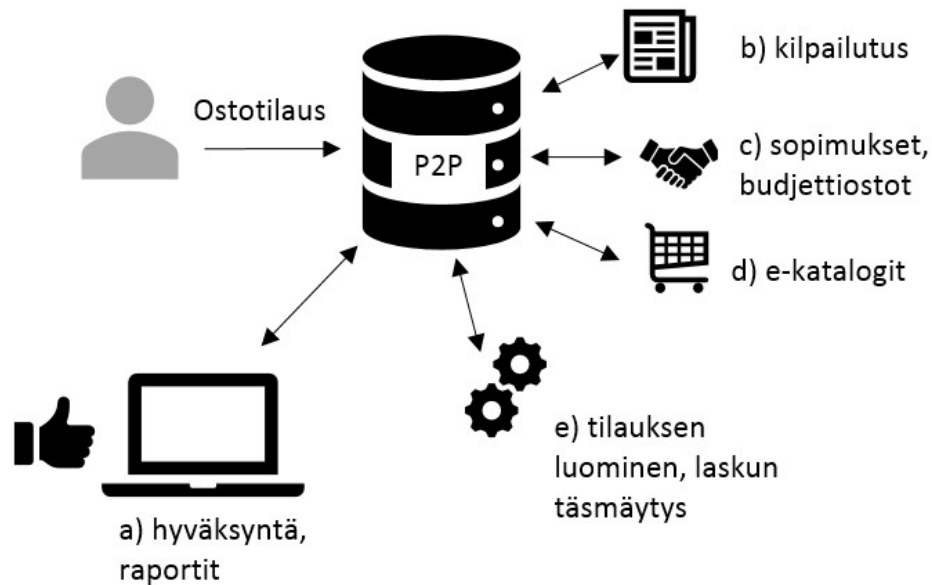 b) kilpailutus
Ostotilaus
P2P
c) sopimukset,
budjettiostot
d) e-katalogit
e) tilauksen
luominen, laskun
täsmäytys
a) hyväksyntä,
raportit